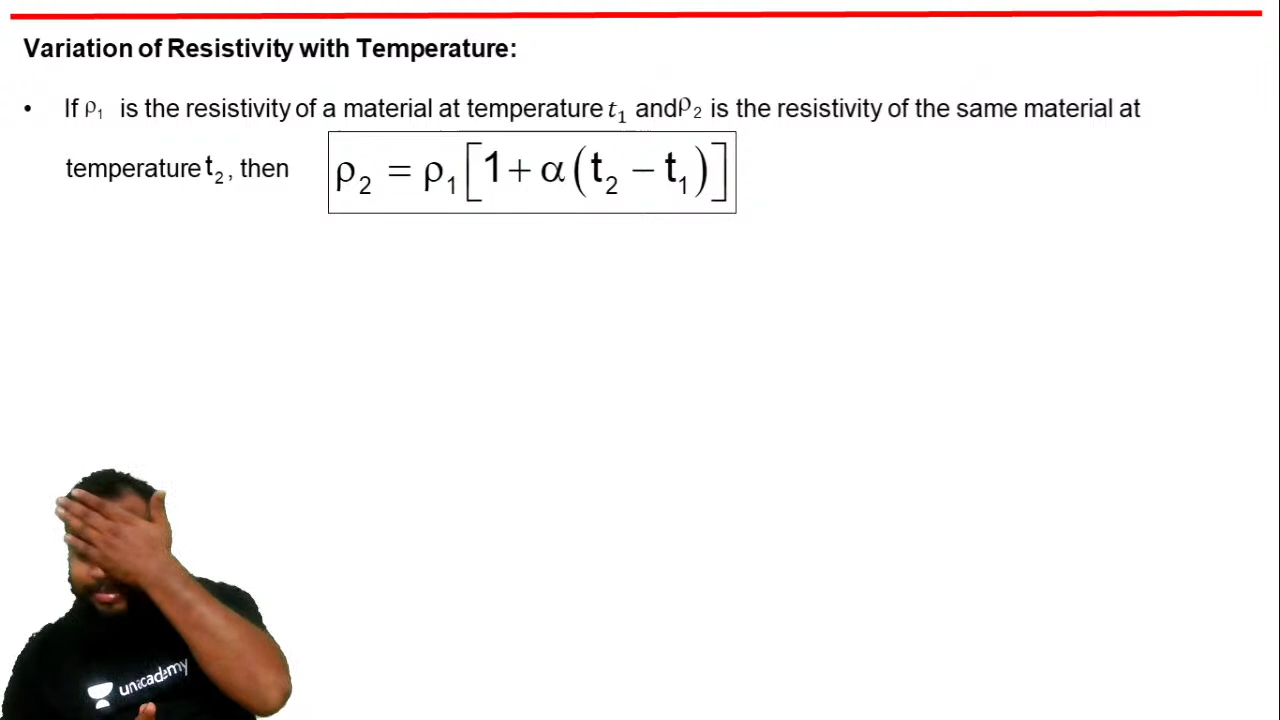 Variation of Resistivity with Temperature:
• If ρ₁ is the resistivity of a material at temperature t₁ and ρ₂ is the resistivity of the same material at
temperature t₂, then ρ₂ = ρ₁[1+ α(t₂ − t₁)]
unacademy